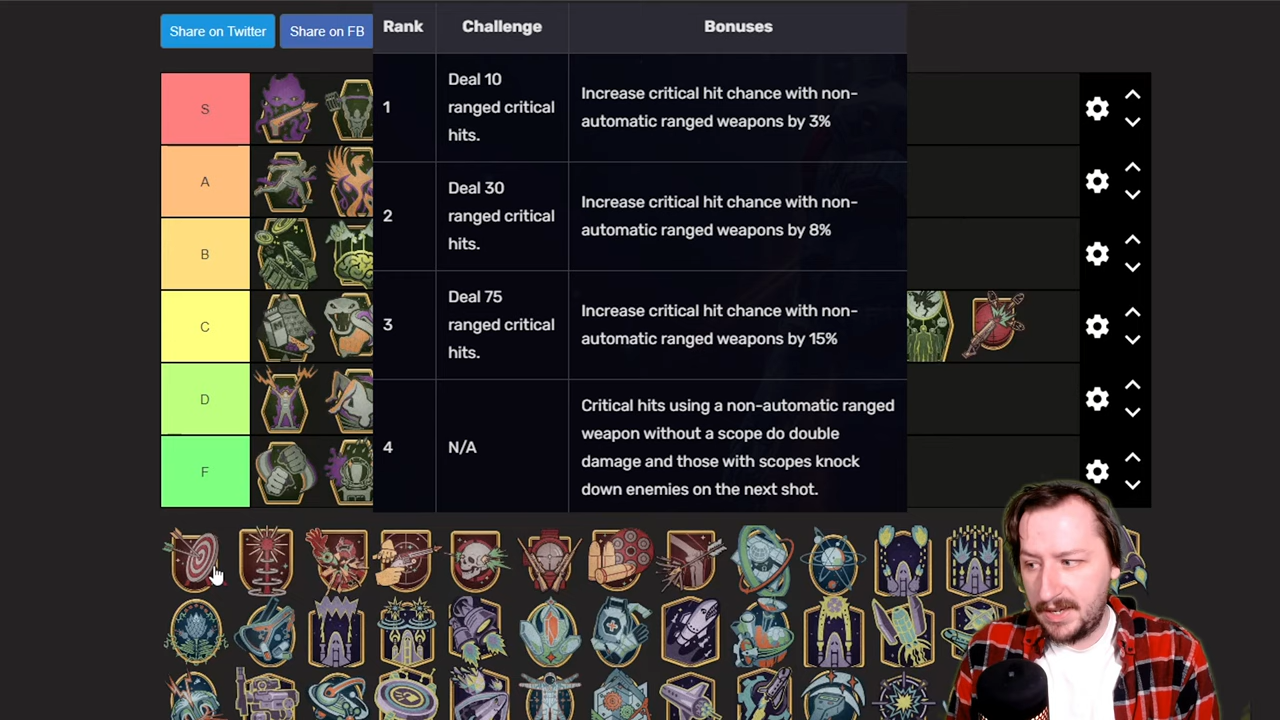 Share on Twitter
Share on FB
Rank
Challenge
Bonuses
1
Deal 10
ranged critical
hits.
Increase critical hit chance with non-
automatic ranged weapons by 3%
2
Deal 30
ranged critical
hits.
Increase critical hit chance with non-
automatic ranged weapons by 8%
3
Deal 75
ranged critical
hits.
Increase critical hit chance with non-
automatic ranged weapons by 15%
4
N/A
Critical hits using a non-automatic ranged
weapon without a scope do double
damage and those with scopes knock
down enemies on the next shot.
S
A
B
C
D
F